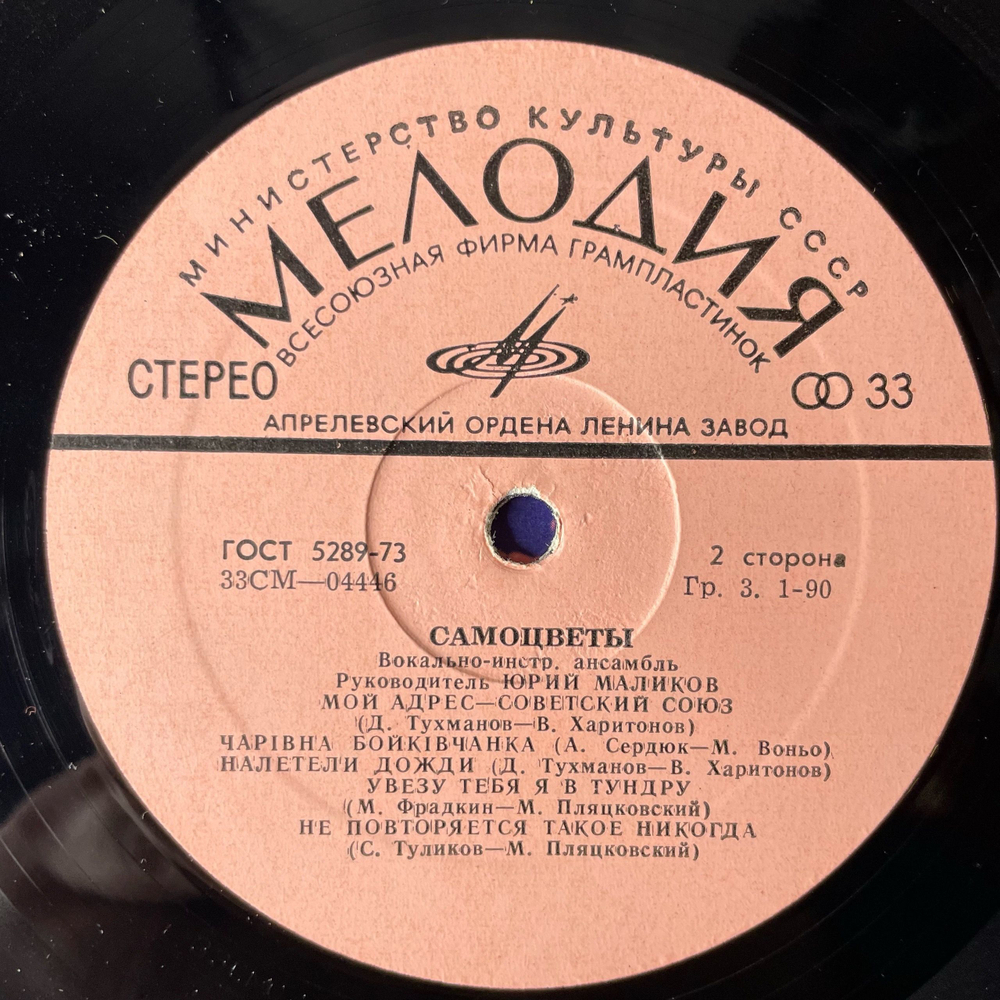 МИНИСТЕРСТВО КУЛЬТУРЫ СССР
МЕЛОДИЯ
ВСЕСОЮЗНАЯ ФИРМА ГРАМПЛАСТИНОК
СТЕРЕО
33
АПРЕЛЕВСКИЙ ОРДЕНА ЛЕНИНА ЗАВОД
ГОСТ 5289-73
2 сторона
33СМ—04446
Гр. 3. 1-90
САМОЦВЕТЫ
Вокально-инстр. ансамбль
Руководитель ЮРИЙ МАЛИКОВ
МОЙ АДРЕС—СОВЕТСКИЙ СОЮЗ
(Д. Тухманов—В. Харитонов)
ЧАРІВНА БОЙКІВЧАНКА (А. Сердюк—М. Воньо)
НАЛЕТЕЛИ ДОЖДИ (Д. Тухманов—В. Харитонов)
УВЕЗУ ТЕБЯ Я В ТУНДРУ
(М. Фрадкин—М. Пляцковский)
НЕ ПОВТОРЯЕТСЯ ТАКОЕ НИКОГДА
(С. Туликов—М. Пляцковский)